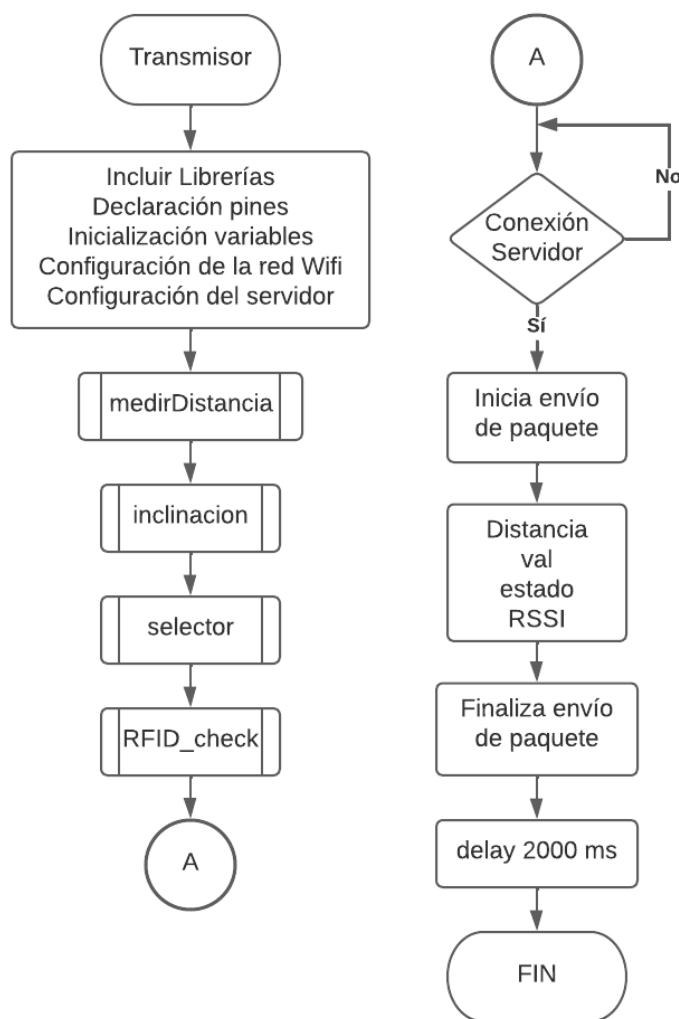 Transmisor
Incluir Librerías
Declaración pines
Inicialización variables
Configuración de la red Wifi
Configuración del servidor
medirDistancia
inclinacion
selector
RFID_check
A
A
Conexión
Servidor
No
Sí
Inicia envío
de paquete
Distancia
val
estado
RSSI
Finaliza envío
de paquete
delay 2000 ms
FIN